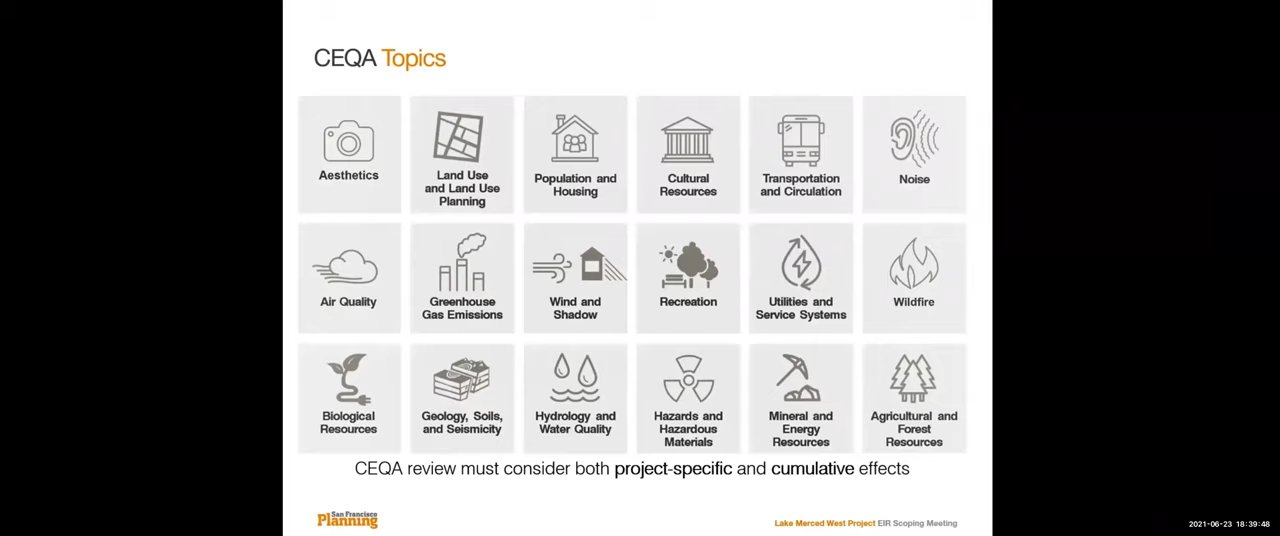 CEQA Topics
Aesthetics
Land Use
and Land Use
Planning
Population and
Housing
Cultural
Resources
Transportation
and Circulation
Noise
Air Quality
Greenhouse
Gas Emissions
Wind and
Shadow
Recreation
Utilities and
Service Systems
Wildfire
Biological
Resources
Geology, Soils,
and Seismicity
Hydrology and
Water Quality
Hazards and
Hazardous
Materials
Mineral and
Energy
Resources
Agricultural and
Forest
Resources
CEQA review must consider both project-specific and cumulative effects
San Francisco
Planning
Lake Merced West Project EIR Scoping Meeting
2021-06-23 18:39:48